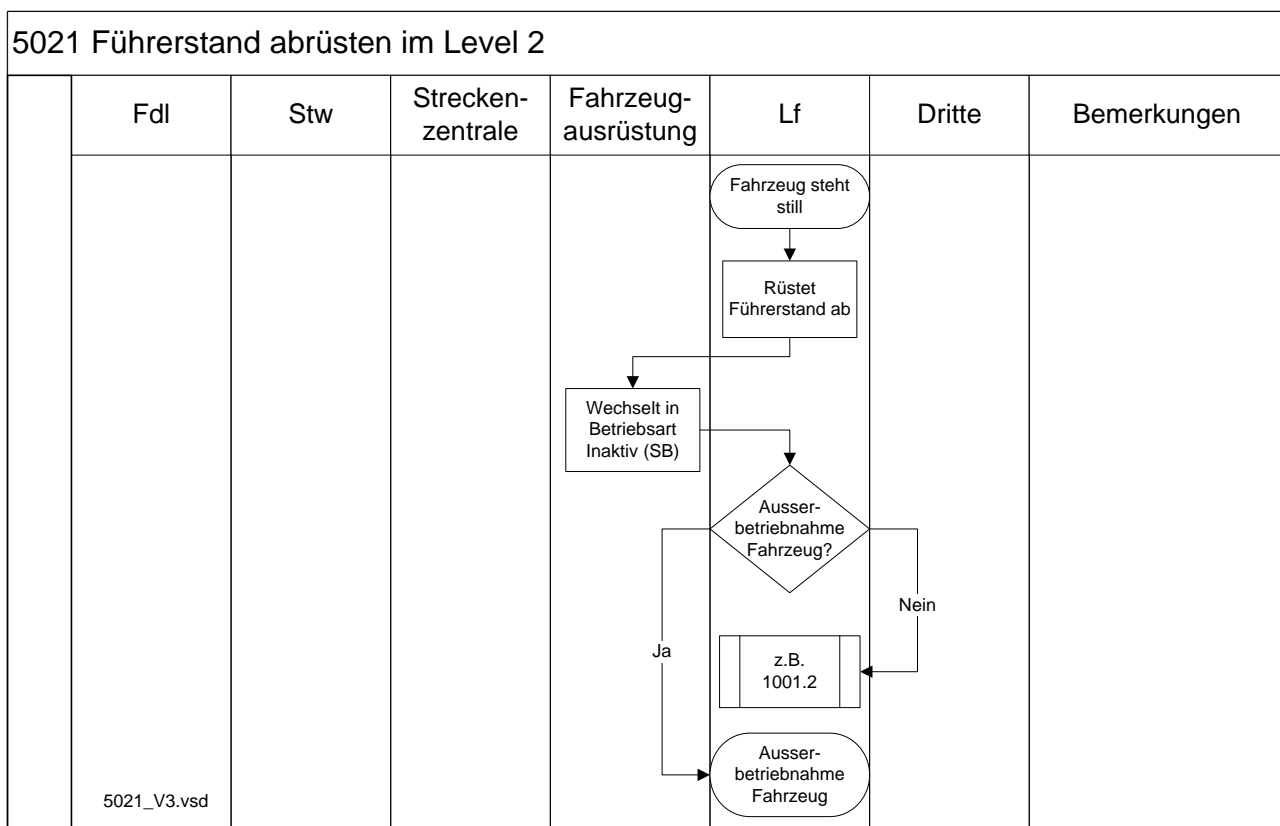 5021 Führerstand abrüsten im Level 2
Fdl
Stw
Strecken-
zentrale
Fahrzeug-
ausrüstung
Lf
Dritte
Bemerkungen
Fahrzeug steht
still
Rüstet
Führerstand ab
Wechselt in
Betriebsart
Inaktiv (SB)
Ausser-
betriebnahme
Fahrzeug?
Nein
Ja
z.B.
1001.2
Ausser-
betriebnahme
Fahrzeug
5021_V3.vsd